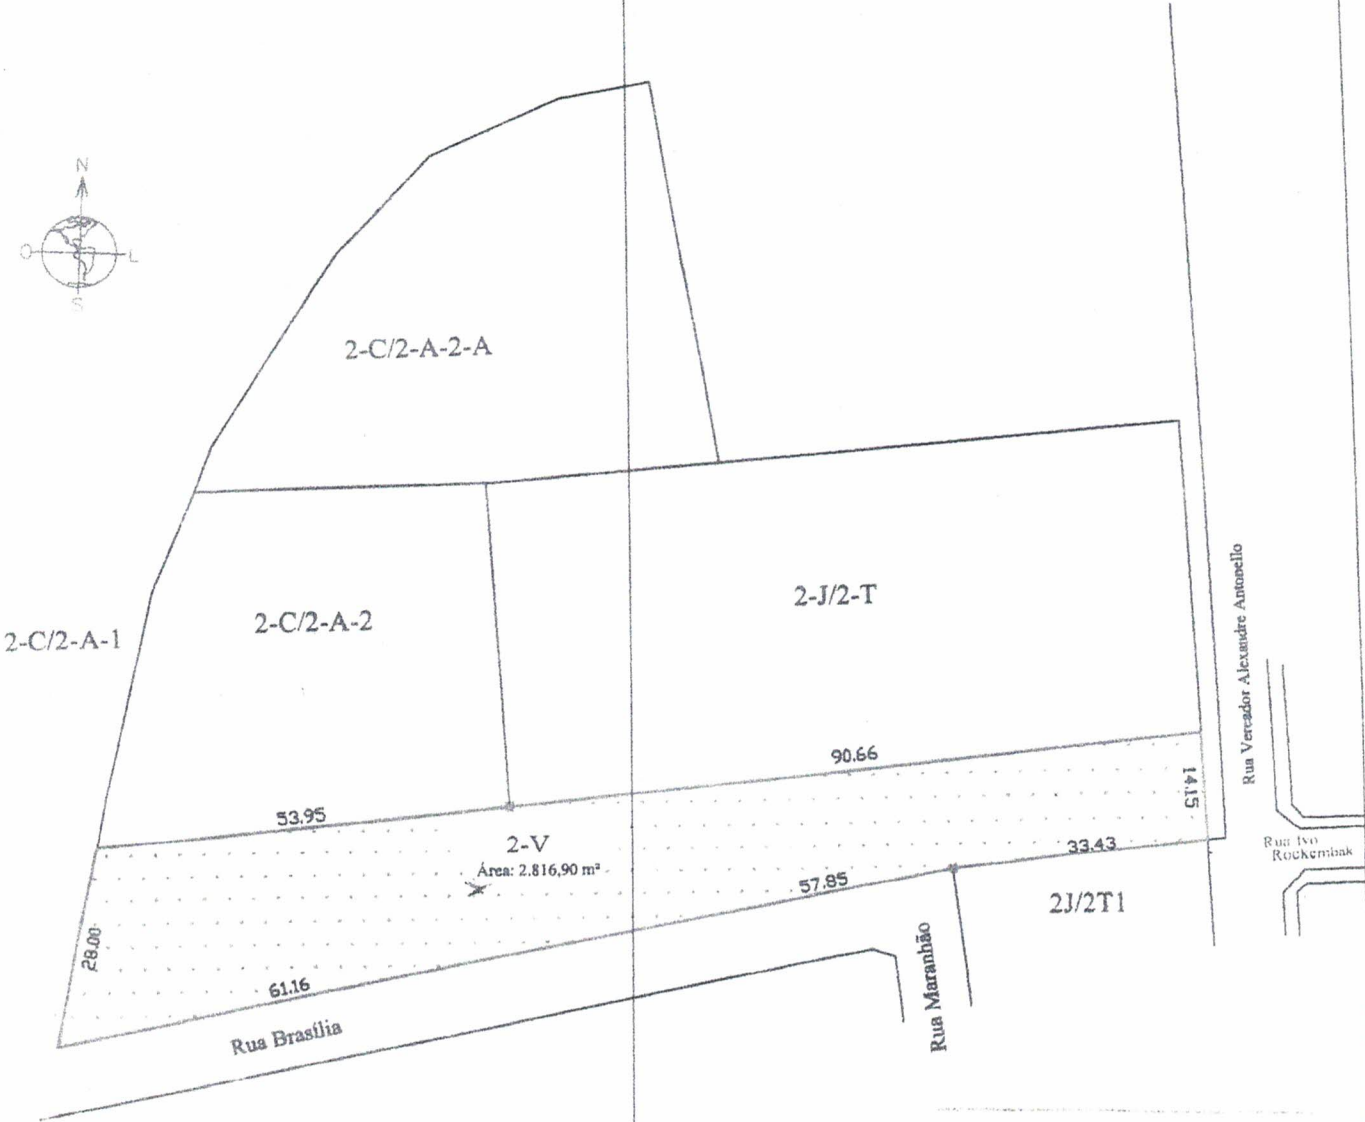 N
O
L
S
2-C/2-A-2-A
2-C/2-A-1
2-C/2-A-2
2-J/2-T
Rua Vereador Alexandre Antonello
90.66
53.95
14.15
2-V
Área: 2.816,90 m²
33.43
57.85
Rua Ivo
Rockembak
2J/2T1
28.00
61.16
Rua Maranhão
Rua Brasília